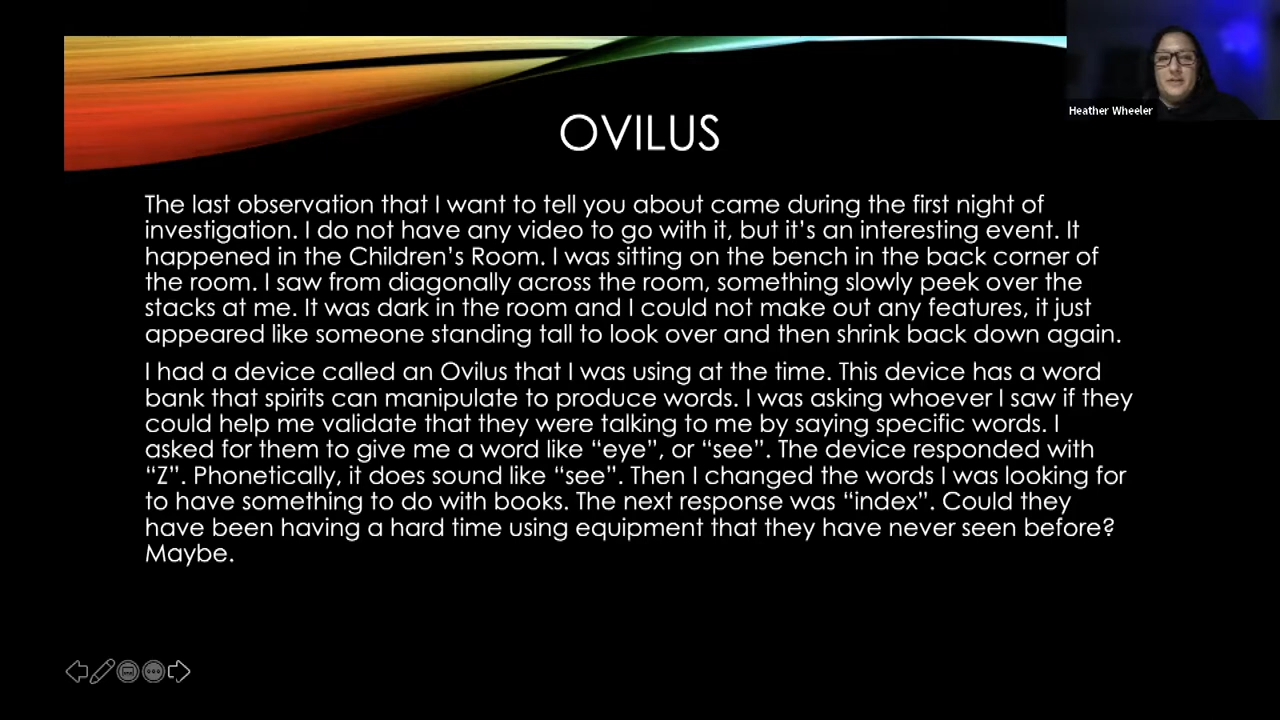 Heather Wheeler
OVILUS
The last observation that I want to tell you about came during the first night of
investigation. I do not have any video to go with it, but it’s an interesting event. It
happened in the Children’s Room. I was sitting on the bench in the back corner of
the room. I saw from diagonally across the room, something slowly peek over the
stacks at me. It was dark in the room and I could not make out any features, it just
appeared like someone standing tall to look over and then shrink back down again.
I had a device called an Ovilus that I was using at the time. This device has a word
bank that spirits can manipulate to produce words. I was asking whoever I saw if they
could help me validate that they were talking to me by saying specific words. I
asked for them to give me a word like “eye”, or “see”. The device responded with
“Z”. Phonetically, it does sound like “see”. Then I changed the words I was looking for
to have something to do with books. The next response was “index”. Could they
have been having a hard time using equipment that they have never seen before?
Maybe.